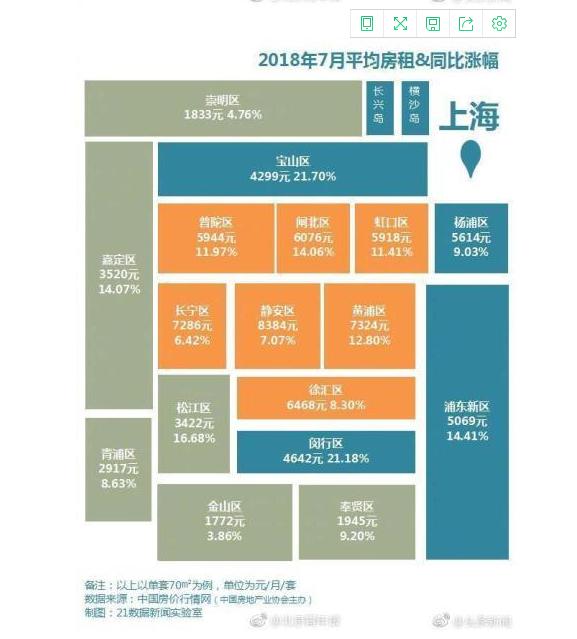 2018年7月平均房租&同比涨幅
崇明区
1833元 4.76%
长
兴
岛
横
沙
岛
上海
宝山区
4299元 21.70%
嘉定区
3520元
14.07%
普陀区
5944元
11.97%
闸北区
6076元
14.06%
虹口区
5918元
11.41%
杨浦区
5614元
9.03%
长宁区
7286元
6.42%
静安区
8384元
7.07%
黄浦区
7324元
12.80%
松江区
3422元
16.68%
徐汇区
6468元 8.30%
闵行区
4642元 21.18%
浦东新区
5069元
14.41%
青浦区
2917元
8.63%
金山区
1772元
3.86%
奉贤区
1945元
9.20%
备注：以上以单套70㎡为例，单位为元/月/套
数据来源：中国房价行情网（中国房地产业协会主办）
制图：21数据新闻实验室